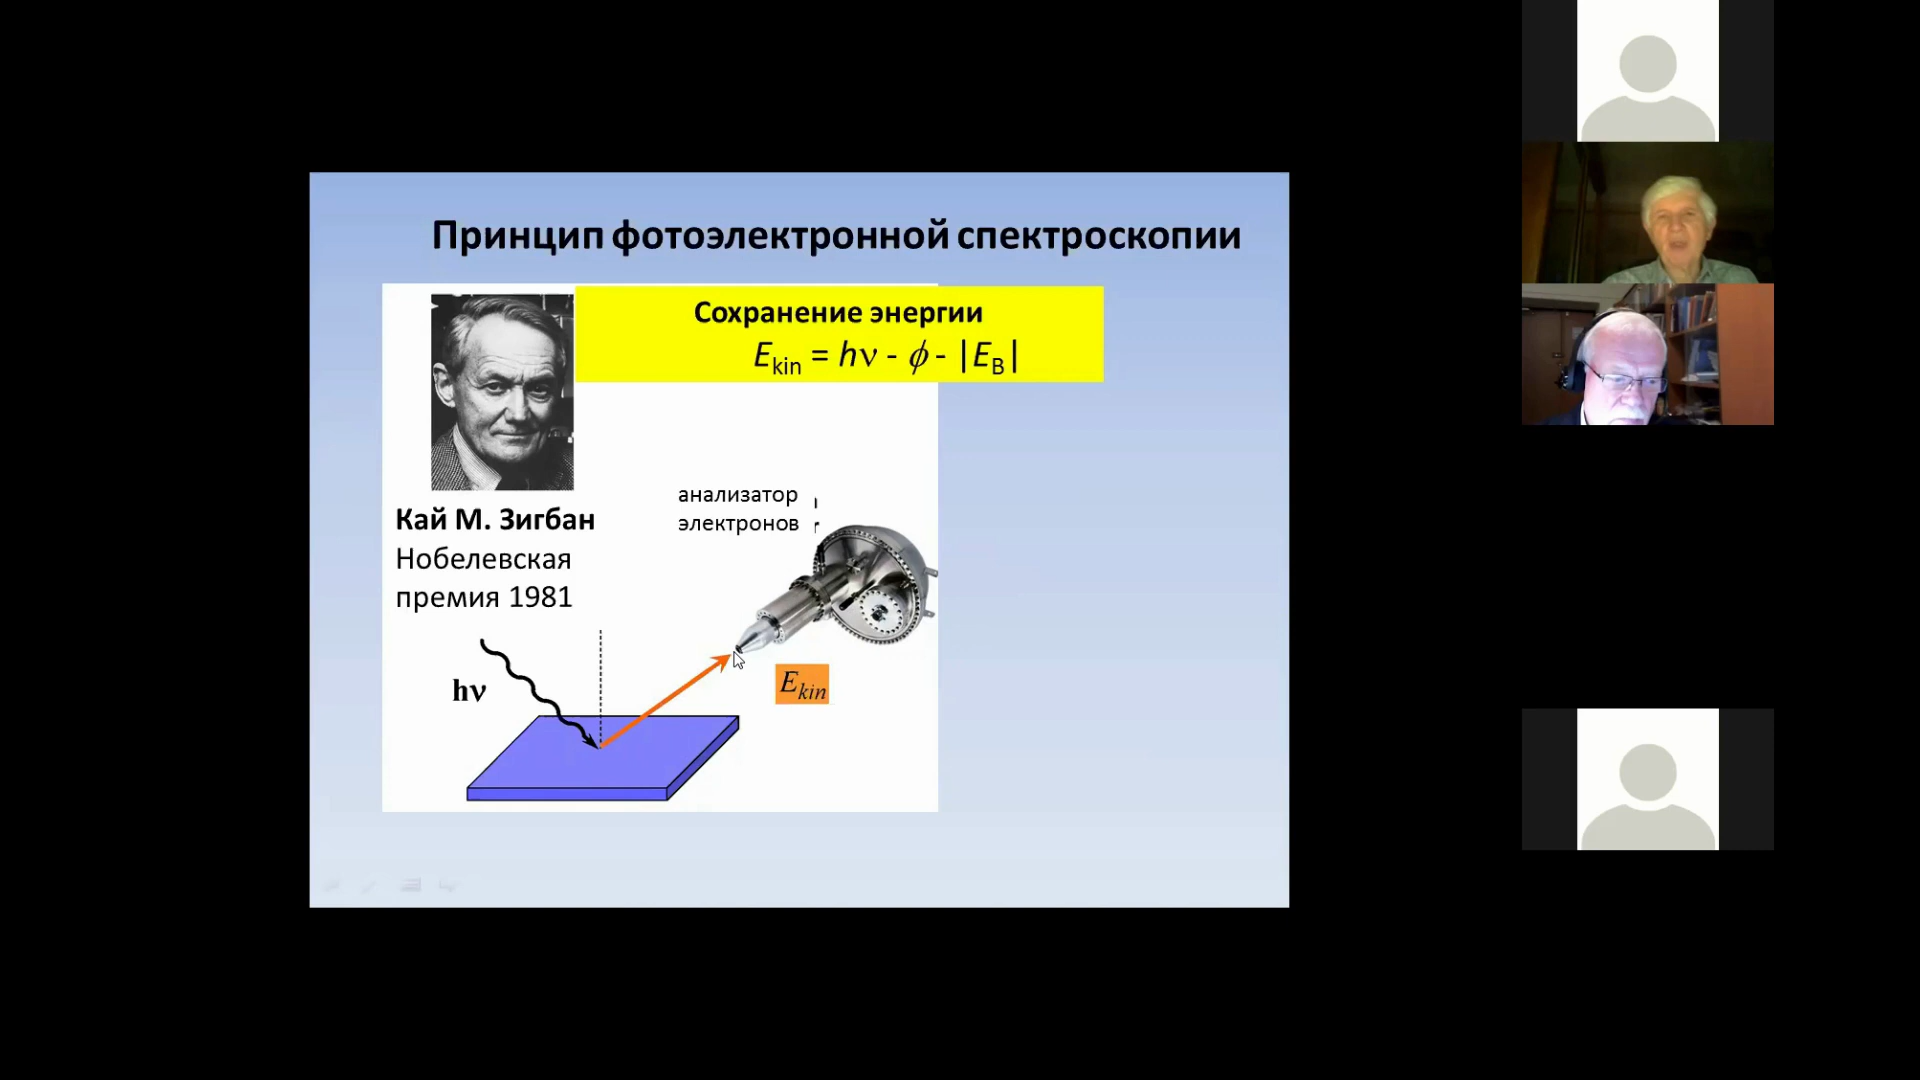 Принцип фотоэлектронной спектроскопии
Сохранение энергии
E_kin = hν - ϕ - |E_B|
Кай М. Зигбан
Нобелевская
премия 1981
анализатор
электронов
hν
E_kin